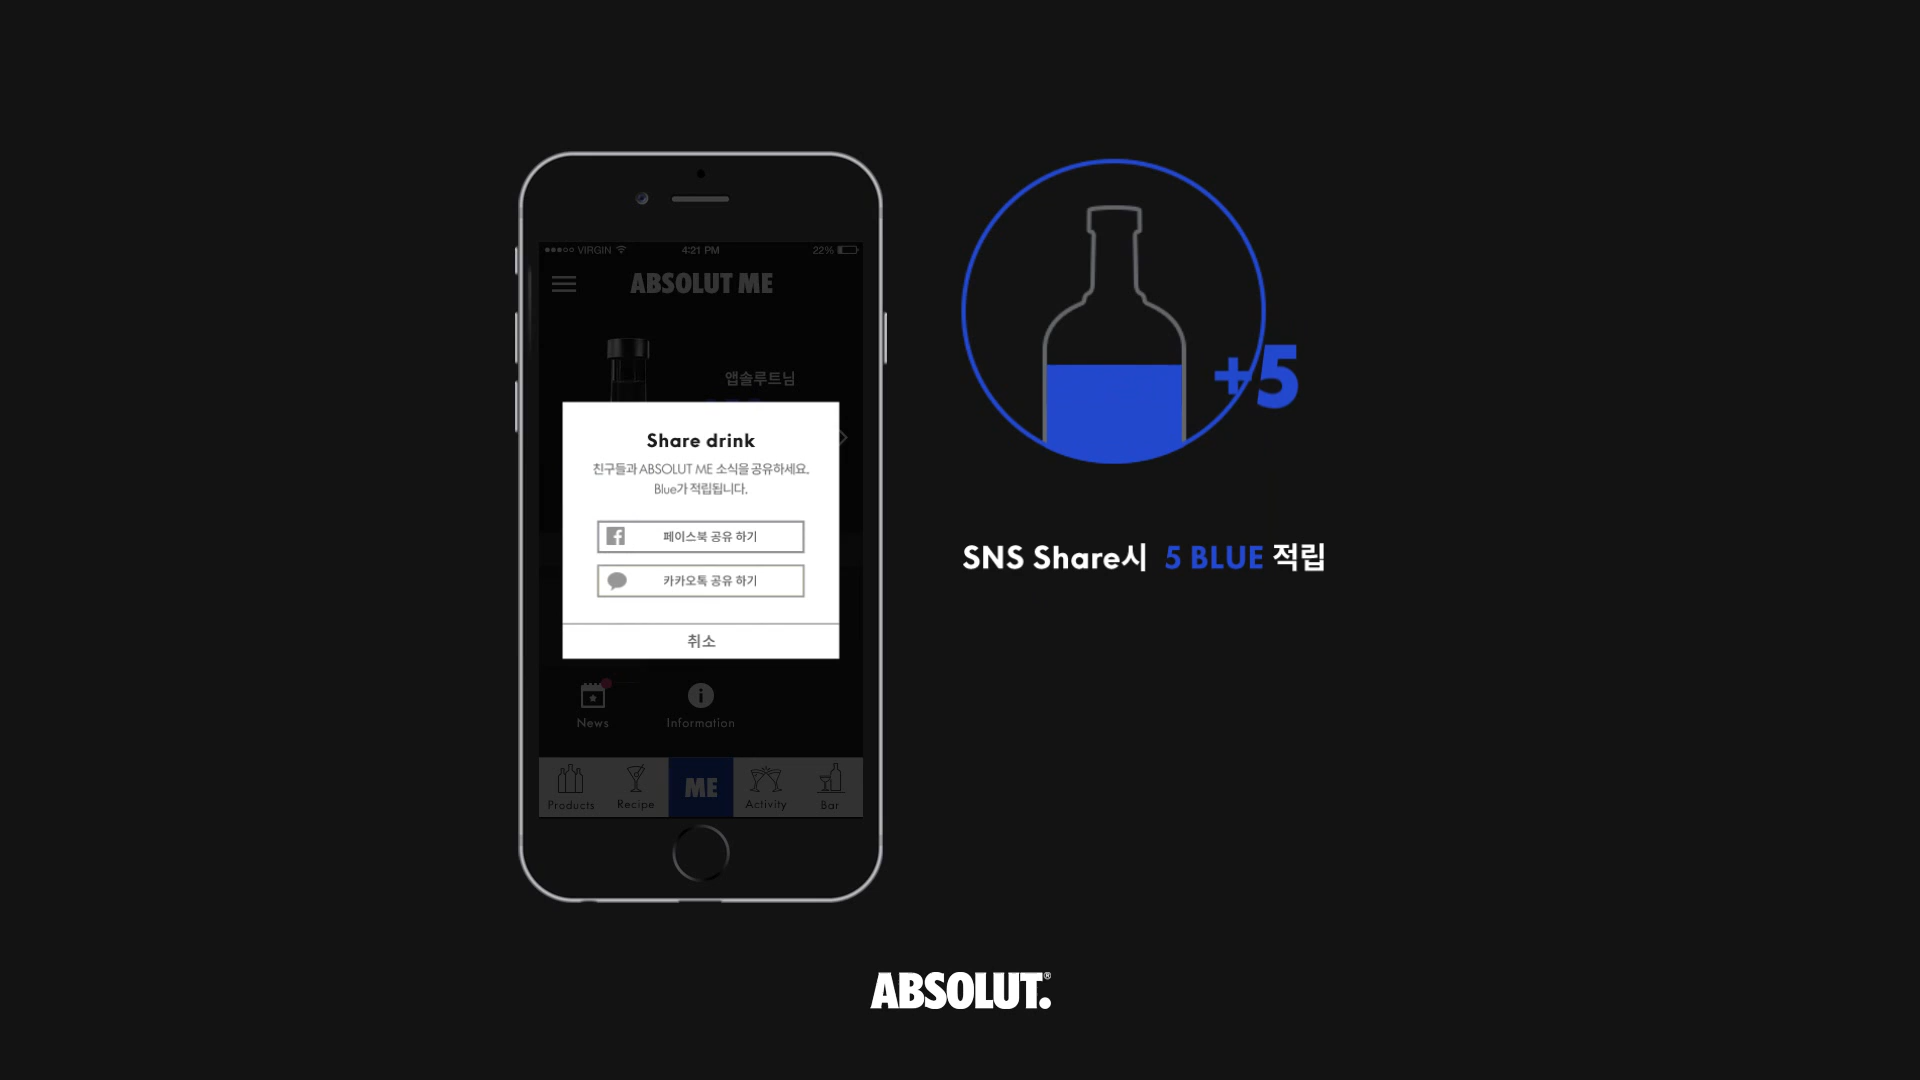 VIRGIN
4:21 PM
22%
ABSOLUT ME
앱솔루트님
Share drink
친구들과 ABSOLUT ME 소식을 공유하세요.
Blue가 적립됩니다.
페이스북 공유 하기
카카오톡 공유 하기
취소
News
Information
Products
Recipe
ME
Activity
Bar
+5
SNS Share시 5 BLUE 적립
ABSOLUT.®